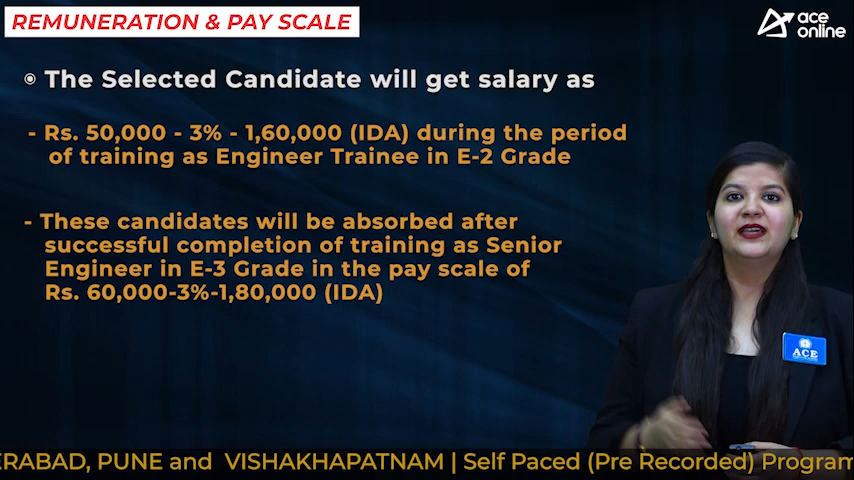 REMUNERATION & PAY SCALE
ace
online
The Selected Candidate will get salary as
- Rs. 50,000 - 3% - 1,60,000 (IDA) during the period
of training as Engineer Trainee in E-2 Grade
- These candidates will be absorbed after
successful completion of training as Senior
Engineer in E-3 Grade in the pay scale of
Rs. 60,000-3%-1,80,000 (IDA)
ACE
ERABAD, PUNE and VISHAKHAPATNAM | Self Paced (Pre Recorded) Program